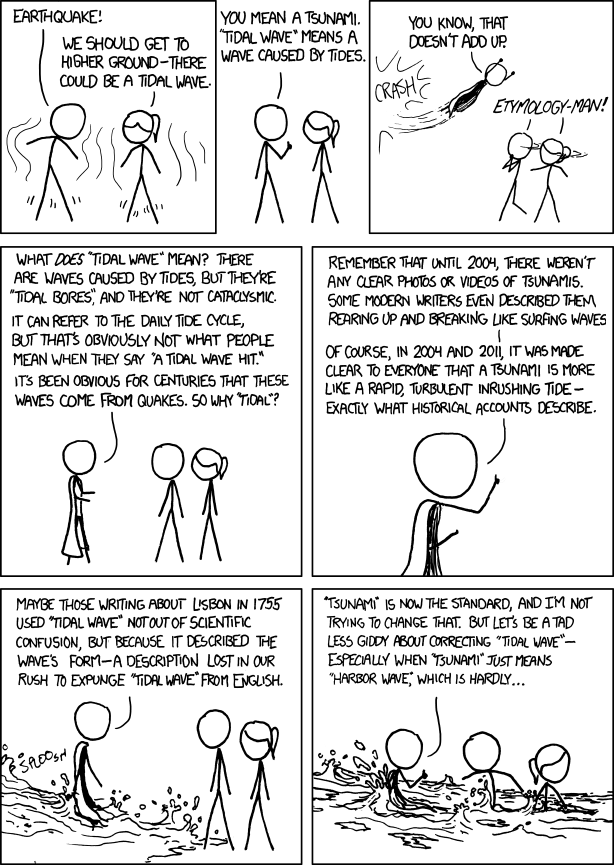 EARTHQUAKE!
WE SHOULD GET TO
HIGHER GROUND—THERE
COULD BE A TIDAL WAVE.
YOU MEAN A TSUNAMI.
"TIDAL WAVE" MEANS A
WAVE CAUSED BY TIDES.
YOU KNOW, THAT
DOESN'T ADD UP.
CRASH
ETYMOLOGY-MAN!
WHAT DOES "TIDAL WAVE" MEAN? THERE
ARE WAVES CAUSED BY TIDES, BUT THEY'RE
"TIDAL BORES", AND THEY'RE NOT CATACLYSMIC.
IT CAN REFER TO THE DAILY TIDE CYCLE,
BUT THAT'S OBVIOUSLY NOT WHAT PEOPLE
MEAN WHEN THEY SAY "A TIDAL WAVE HIT."
IT'S BEEN OBVIOUS FOR CENTURIES THAT THESE
WAVES COME FROM QUAKES. SO WHY "TIDAL"?
REMEMBER THAT UNTIL 2004, THERE WEREN'T
ANY CLEAR PHOTOS OR VIDEOS OF TSUNAMIS.
SOME MODERN WRITERS EVEN DESCRIBED THEM
REARING UP AND BREAKING LIKE SURFING WAVES
OF COURSE, IN 2004 AND 2011, IT WAS MADE
CLEAR TO EVERYONE THAT A TSUNAMI IS MORE
LIKE A RAPID, TURBULENT INRUSHING TIDE—
EXACTLY WHAT HISTORICAL ACCOUNTS DESCRIBE.
MAYBE THOSE WRITING ABOUT LISBON IN 1755
USED "TIDAL WAVE" NOT OUT OF SCIENTIFIC
CONFUSION, BUT BECAUSE IT DESCRIBED THE
WAVE'S FORM—A DESCRIPTION LOST IN OUR
RUSH TO EXPUNGE "TIDAL WAVE" FROM ENGLISH.
SPLOOSH
"TSUNAMI" IS NOW THE STANDARD, AND I'M NOT
TRYING TO CHANGE THAT. BUT LET'S BE A TAD
LESS GIDDY ABOUT CORRECTING "TIDAL WAVE"—
ESPECIALLY WHEN "TSUNAMI" JUST MEANS
"HARBOR WAVE," WHICH IS HARDLY...